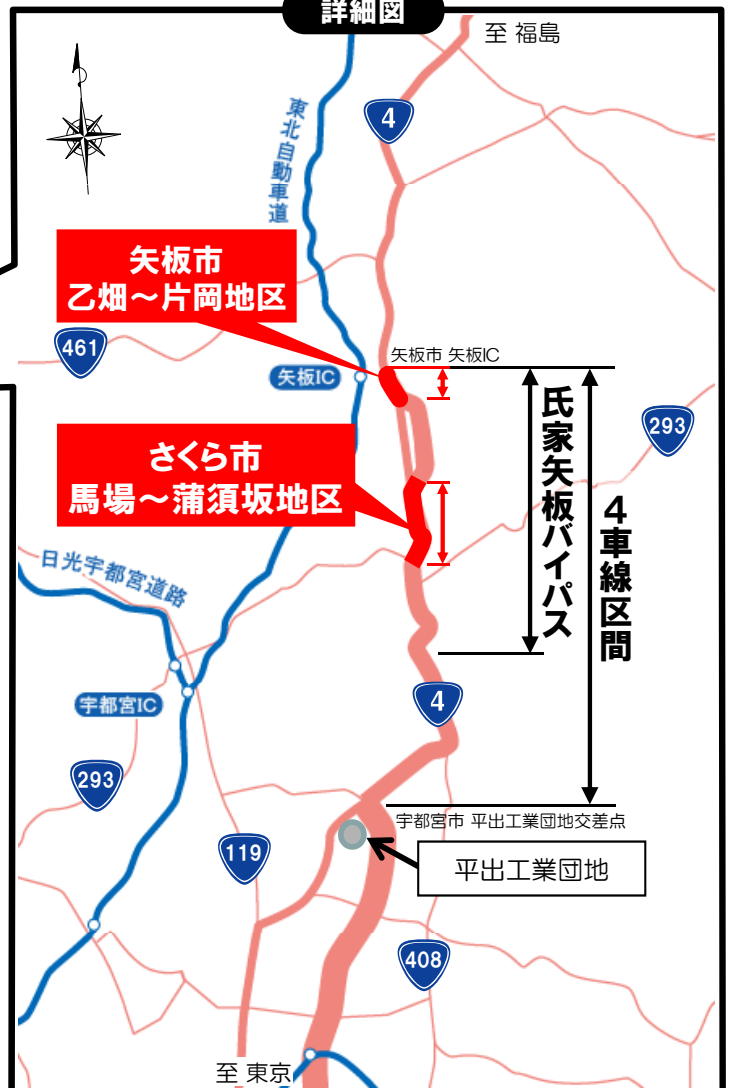 詳細図
至 福島
4
東北自動車道
矢板市
乙畑～片岡地区
461
矢板市 矢板IC
矢板IC
293
氏家矢板バイパス
4車線区間
さくら市
馬場～蒲須坂地区
日光宇都宮道路
宇都宮IC
4
293
宇都宮市 平出工業団地交差点
119
平出工業団地
408
至 東京